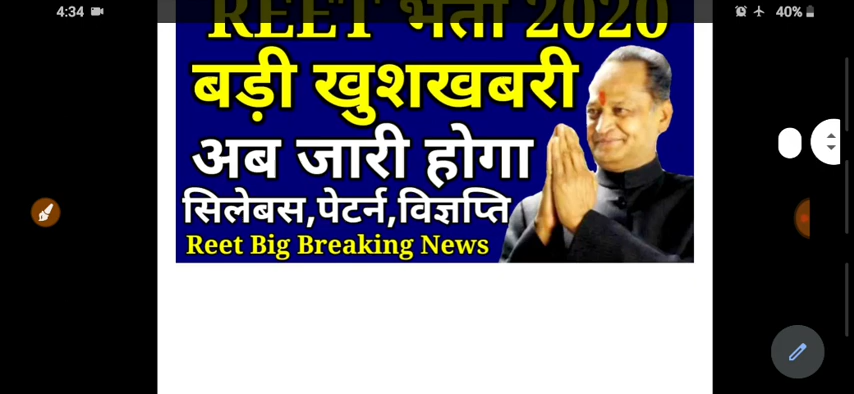 4:34
40%
REET भर्ती 2020
बड़ी खुशखबरी
अब जारी होगा
सिलेबस,पेटर्न,विज्ञप्ति
Reet Big Breaking News